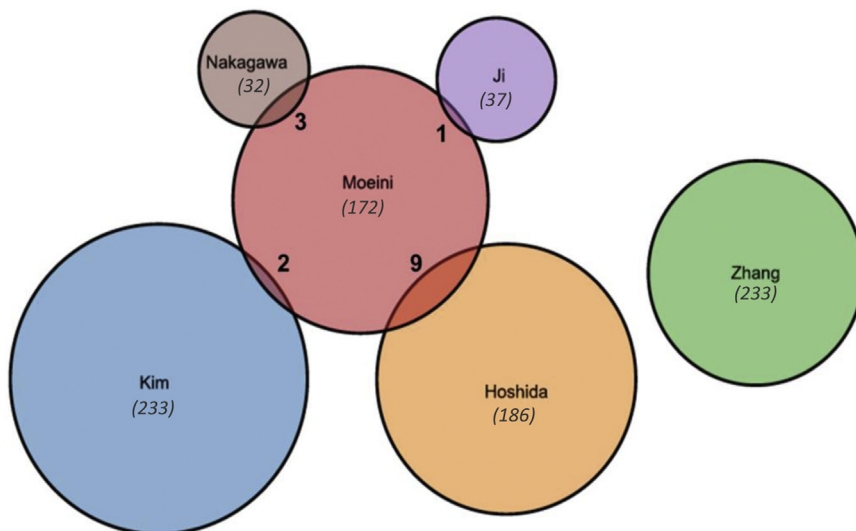 Nakagawa
(32)
3
Ji
(37)
1
Moeini
(172)
2
9
Zhang
(233)
Kim
(233)
Hoshida
(186)